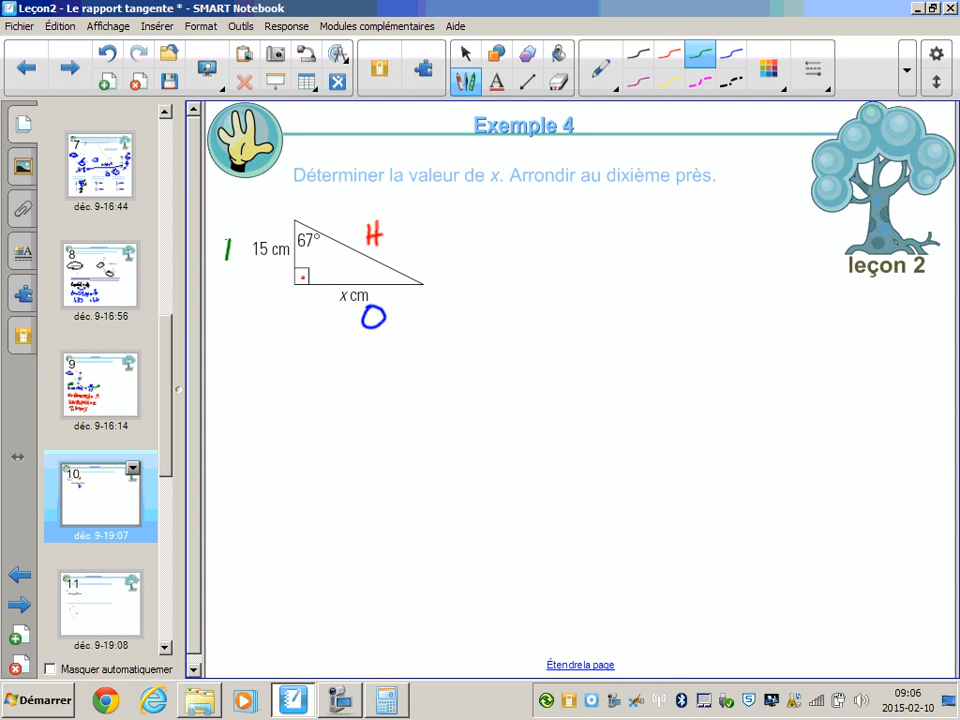 Leçon2 - Le rapport tangente * - SMART Notebook
Fichier Édition Affichage Insérer Format Outils Response Modules complémentaires Aide
7
déc. 9-16:44
8
déc. 9-16:56
9
déc. 9-16:14
10
déc. 9-19:07
11
déc. 9-19:08
Masquer automatiquemer
Exemple 4
Déterminer la valeur de x. Arrondir au dixième près.
leçon 2
H
67°
15 cm
x cm
O
Étendre la page
Démarrer
09:06
2015-02-10